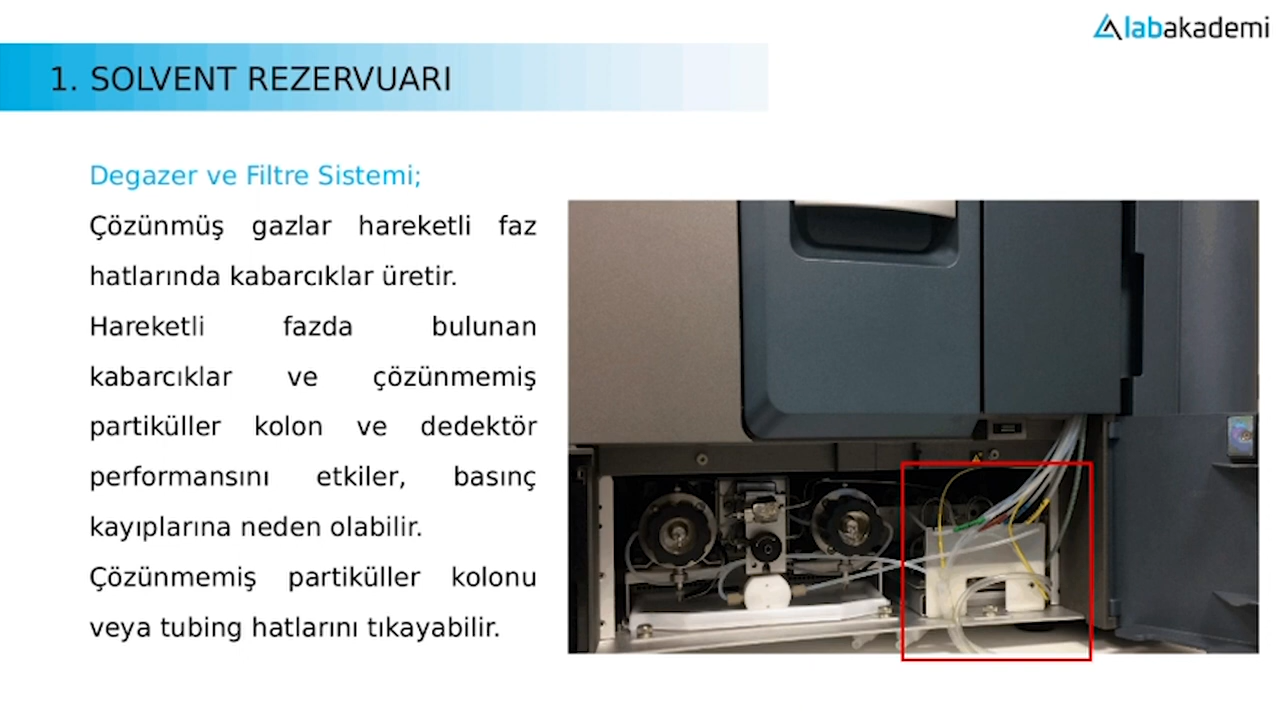 labakademi
1. SOLVENT REZERVUARI
Degazer ve Filtre Sistemi;
Çözünmüş gazlar hareketli faz
hatlarında kabarcıklar üretir.
Hareketli fazda bulunan
kabarcıklar ve çözünmemiş
partiküller kolon ve dedektör
performansını etkiler, basınç
kayıplarına neden olabilir.
Çözünmemiş partiküller kolonu
veya tubing hatlarını tıkayabilir.